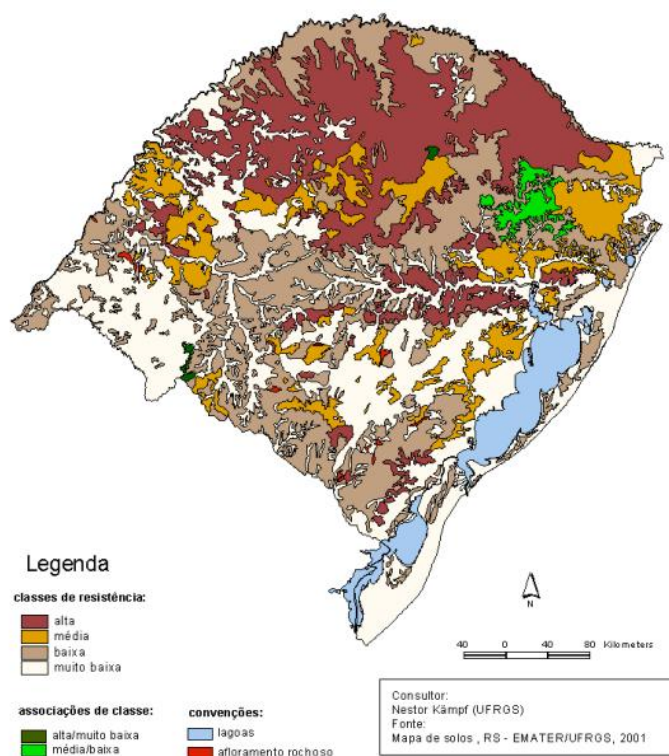 Legenda
classes de resistência:
alta
média
baixa
muito baixa
associações de classe:
alta/muito baixa
média/baixa
convenções:
lagoas
afloramento rochoso
N
40 0 40 80 Kilometers
Consultor:
Nestor Kämpf (UFRGS)
Fonte:
Mapa de solos , RS - EMATER/UFRGS, 2001